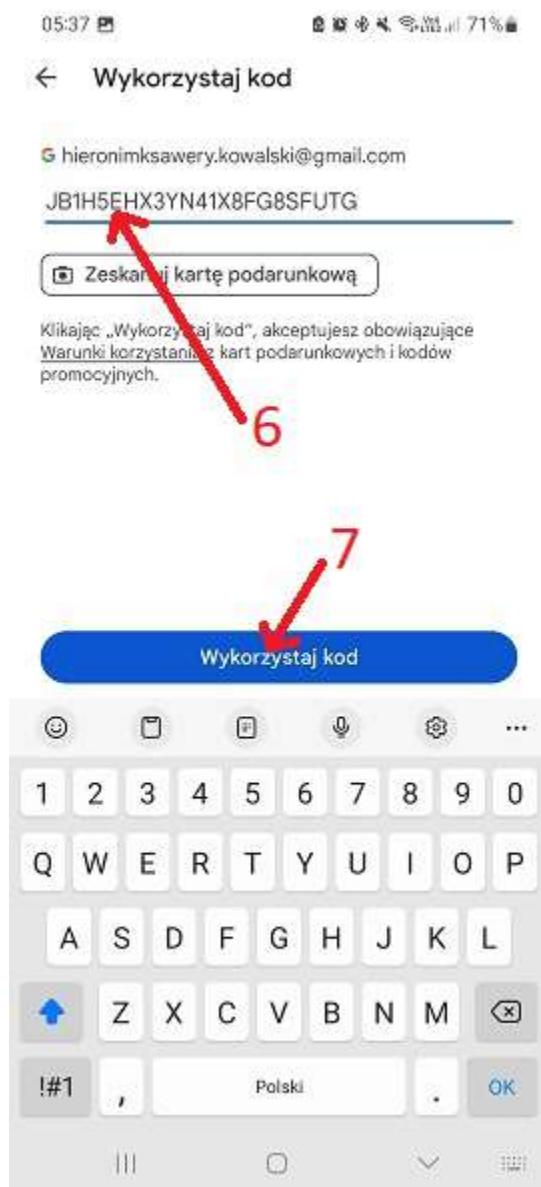 05:37 71%
Wykorzystaj kod
G hieronimksawery.kowalski@gmail.com
JB1H5EHX3YN41X8FG8SFUTG
Zeskanuj kartę podarunkową
Klikając „Wykorzystaj kod”, akceptujesz obowiązujące
Warunki korzystania z kart podarunkowych i kodów
promocyjnych.
6
7
Wykorzystaj kod
1 2 3 4 5 6 7 8 9 0
Q W E R T Y U I O P
A S D F G H J K L
Z X C V B N M
!#1 , Polski . OK